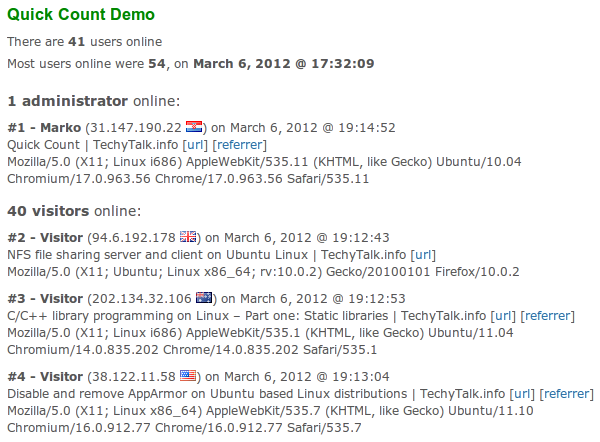 Quick Count Demo
There are 41 users online
Most users online were 54, on March 6, 2012 @ 17:32:09
1 administrator online:
#1 - Marko (31.147.190.22 ) on March 6, 2012 @ 19:14:52
Quick Count | TechyTalk.info [url] [referrer]
Mozilla/5.0 (X11; Linux i686) AppleWebKit/535.11 (KHTML, like Gecko) Ubuntu/10.04
Chromium/17.0.963.56 Chrome/17.0.963.56 Safari/535.11
40 visitors online:
#2 - Visitor (94.6.192.178 ) on March 6, 2012 @ 19:12:43
NFS file sharing server and client on Ubuntu Linux | TechyTalk.info [url]
Mozilla/5.0 (X11; Ubuntu; Linux x86_64; rv:10.0.2) Gecko/20100101 Firefox/10.0.2
#3 - Visitor (202.134.32.106 ) on March 6, 2012 @ 19:12:53
C/C++ library programming on Linux – Part one: Static libraries | TechyTalk.info [url] [referrer]
Mozilla/5.0 (X11; Linux i686) AppleWebKit/535.1 (KHTML, like Gecko) Ubuntu/11.04
Chromium/14.0.835.202 Chrome/14.0.835.202 Safari/535.1
#4 - Visitor (38.122.11.58 ) on March 6, 2012 @ 19:13:04
Disable and remove AppArmor on Ubuntu based Linux distributions | TechyTalk.info [url] [referrer]
Mozilla/5.0 (X11; Linux x86_64) AppleWebKit/535.7 (KHTML, like Gecko) Ubuntu/11.10
Chromium/16.0.912.77 Chrome/16.0.912.77 Safari/535.7